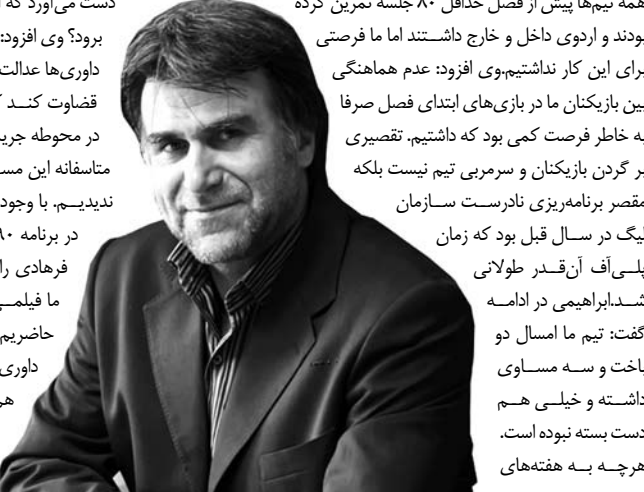 همه تیم‌ها پیش از فصل حداقل ۸۰ جلسه تمرین کرده
بودند و اردوی داخل و خارج داشتند اما ما فرصتی
برای این کار نداشتیم.وی افزود: عدم هماهنگی
بین بازیکنان ما در بازی‌های ابتدای فصل صرفا
به خاطر فرصت کمی بود که داشتیم. تقصیری
بر گردن بازیکنان و سرمربی تیم نیست بلکه
مقصر برنامه‌ریزی نادرست سازمان
لیگ در سال قبل بود که زمان
پلی‌آف آن‌قدر طولانی
شد.ابراهیمی در ادامه
گفت: تیم ما امسال دو
باخت و سه مساوی
داشته و خیلی هم
دست بسته نبوده است.
هرچه به هفته‌های
دست می‌آورد که
برود؟ وی افزود:
داوری‌ها عدالت
قضاوت کند
در محوطه
متاسفانه این
ندیدیم. با وجود
در برنامه ۹۰
فرهادی را
ما
حاضریم
داوری